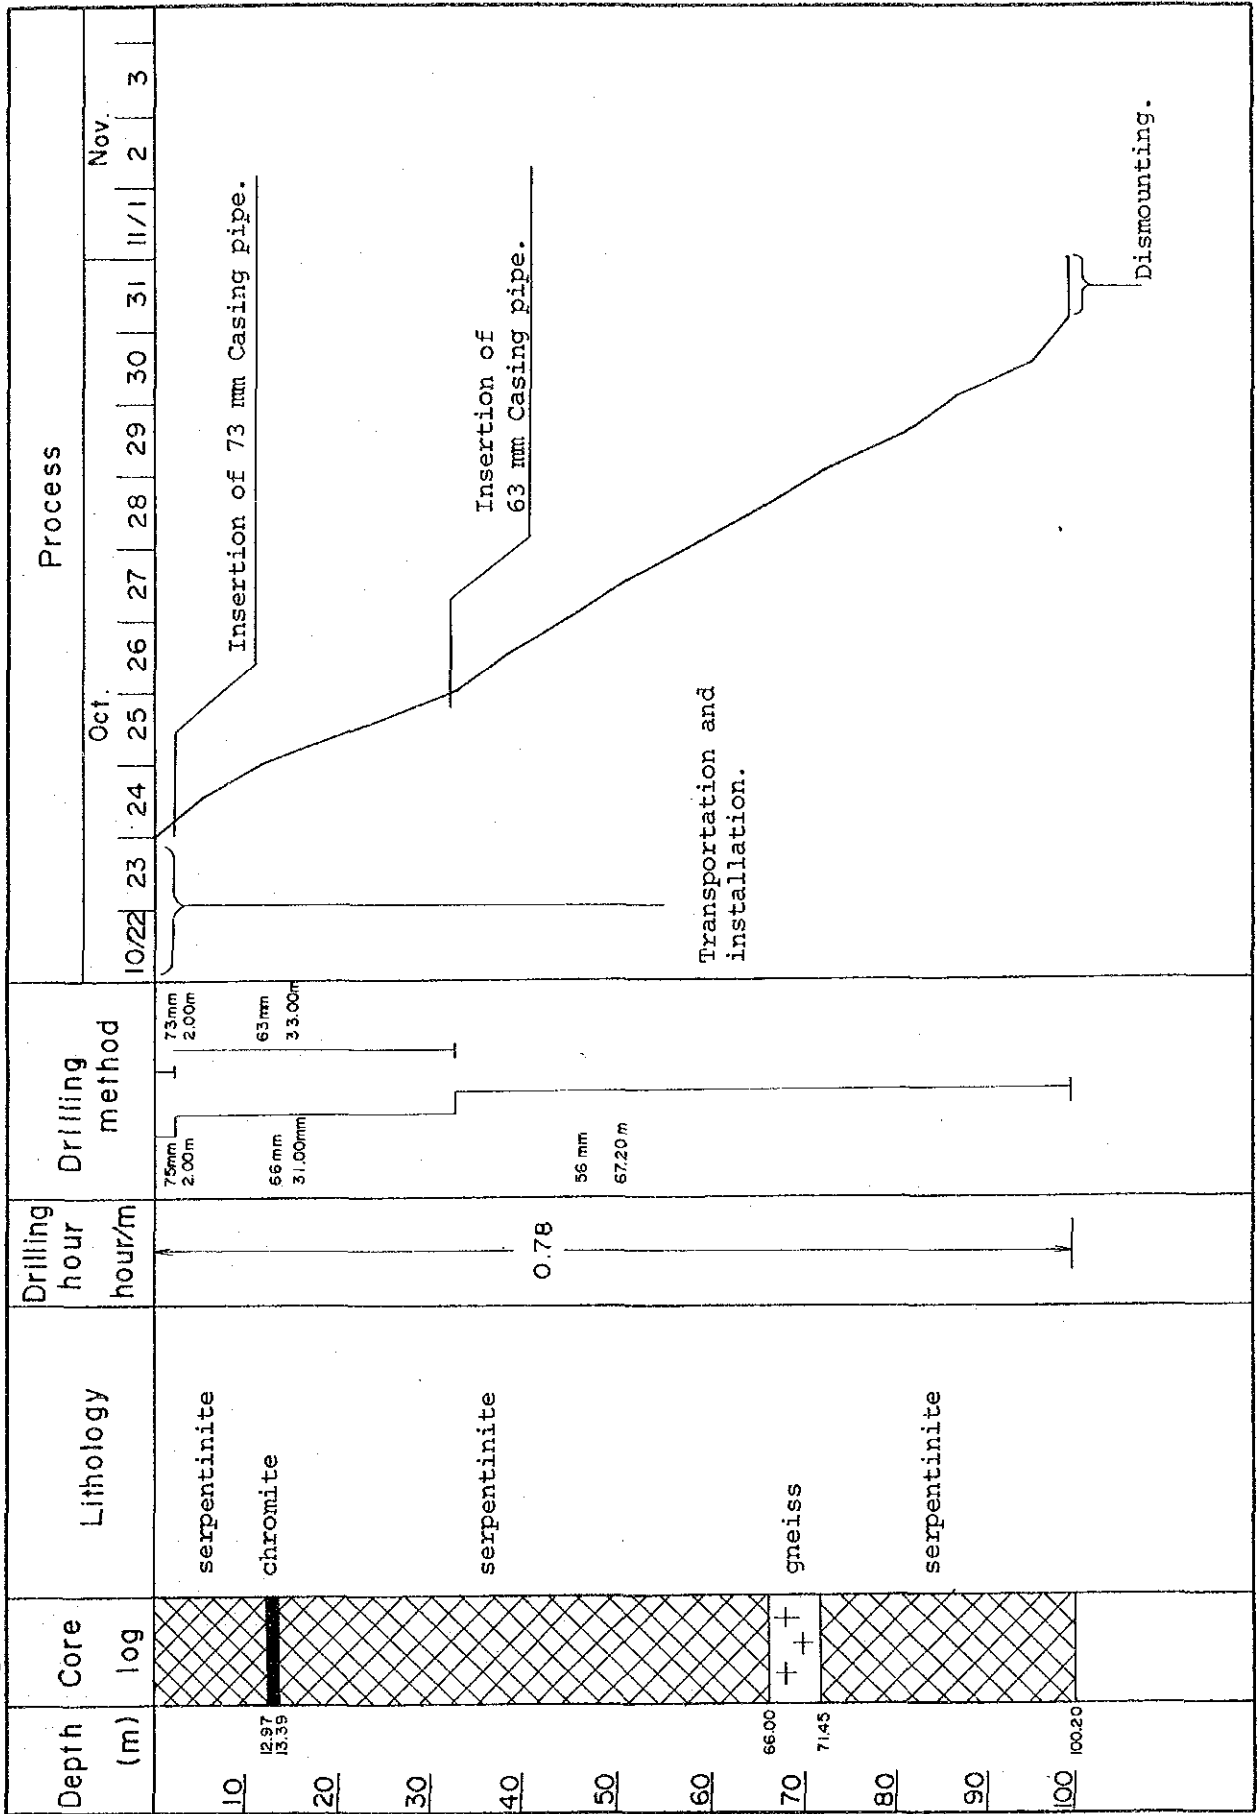 Depth
(m)
Core
log
Lithology
Drilling
hour
hour/m
Drilling
method
Process
Oct.
Nov.
10/22
23
24
25
26
27
28
29
30
31
11/1
2
3
10
20
30
40
50
60
70
80
90
100
12.97
13.39
66.00
71.45
100.20
serpentinite
chromite
serpentinite
gneiss
serpentinite
0.78
75mm
2.00m
66mm
31.00mm
56mm
67.20m
73mm
2.00m
63mm
33.00m
Transportation and
installation.
Insertion of 73 mm Casing pipe.
Insertion of
63 mm Casing pipe.
Dismounting.